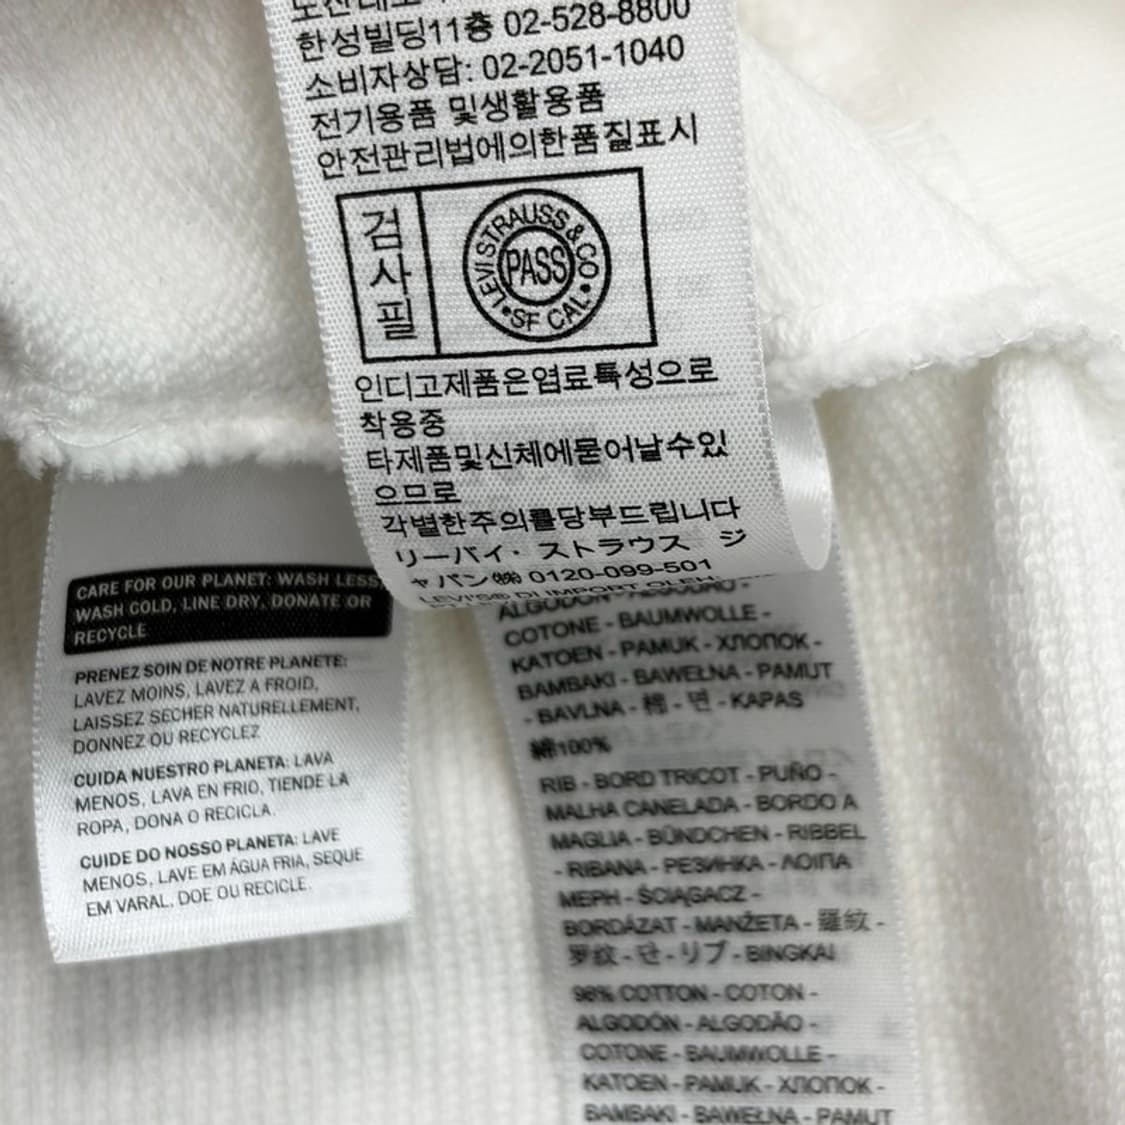 한성빌딩11층 02-528-8800
소비자상담: 02-2051-1040
전기용품 및생활용품
안전관리법에의한품질표시
검
사
필
LEVI STRAUSS & CO
PASS
• SF CAL •
인디고제품은염료특성으로
착용중
타제품및신체에묻어날수있
으므로
각별한주의를당부드립니다
リーバイ・ ストラウス ジ
ャパン㈱ 0120-099-501
LEVI'S® DI IMPORT OLEH:
CARE FOR OUR PLANET: WASH LESS,
WASH COLD, LINE DRY, DONATE OR
RECYCLE
PRENEZ SOIN DE NOTRE PLANETE:
LAVEZ MOINS, LAVEZ A FROID,
LAISSEZ SECHER NATURELLEMENT,
DONNEZ OU RECYCLEZ
CUIDA NUESTRO PLANETA: LAVA
MENOS, LAVA EN FRIO, TIENDE LA
ROPA, DONA O RECICLA.
CUIDE DO NOSSO PLANETA: LAVE
MENOS, LAVE EM ÁGUA FRIA, SEQUE
EM VARAL, DOE OU RECICLE.
ALGODÓN - ALGODÃO -
COTONE - BAUMWOLLE -
KATOEN - PAMUK - ХЛОПОК -
BAMBAKI - BAWEŁNA - PAMUT
- BAVLNA - 棉 - 면 - KAPAS
綿100%
RIB - BORD TRICOT - PUÑO -
MALHA CANELADA - BORDO A
MAGLIA - BÜNDCHEN - RIBBEL
- RIBANA - РЕЗИНКА - ΛΟΙΠΑ
ΜΕΡΗ - ŚCIĄGACZ -
BORDÁZAT - MANŽETA - 羅紋 -
罗纹 - 단 - リブ - BINGKAI
96% COTTON - COTON -
ALGODÓN - ALGODÃO -
COTONE - BAUMWOLLE -
KATOEN - PAMUK - ХЛОПОК -
BAMBAKI - BAWEŁNA - PAMUT